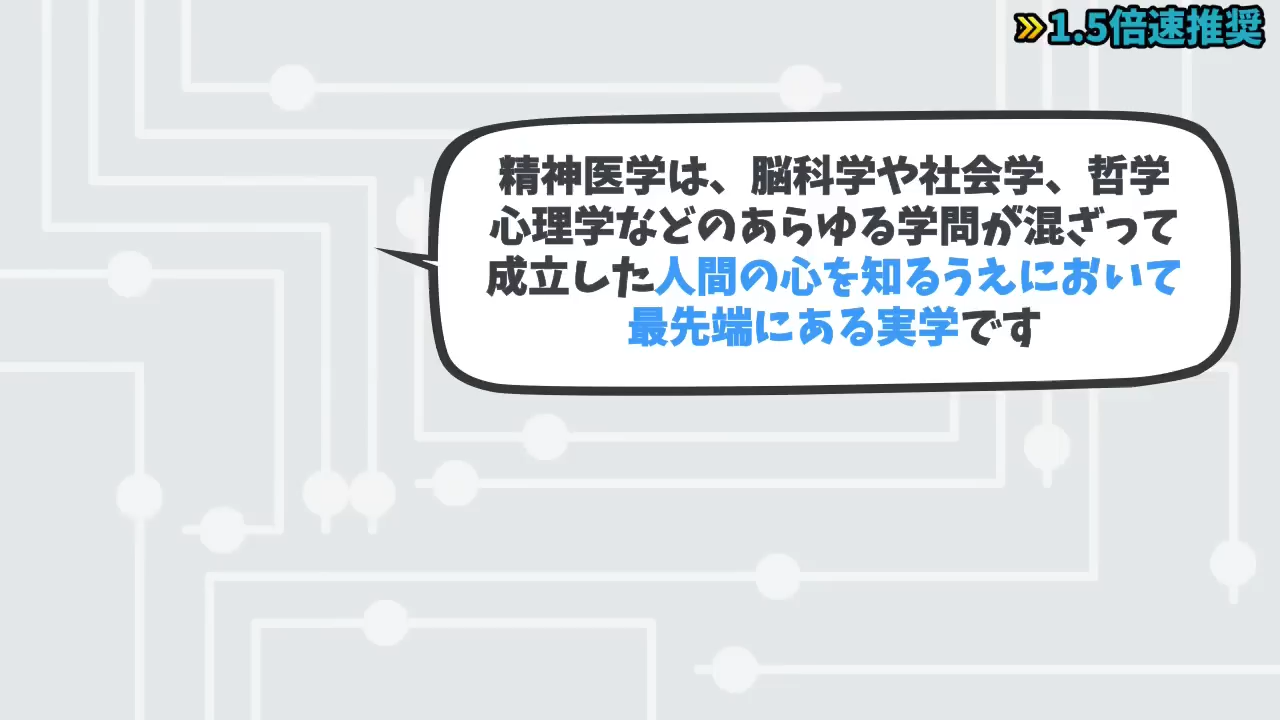 1.5倍速推奨
精神医学は、脳科学や社会学、哲学
心理学などのあらゆる学問が混ざって
成立した人間の心を知るうえにおいて
最先端にある実学です